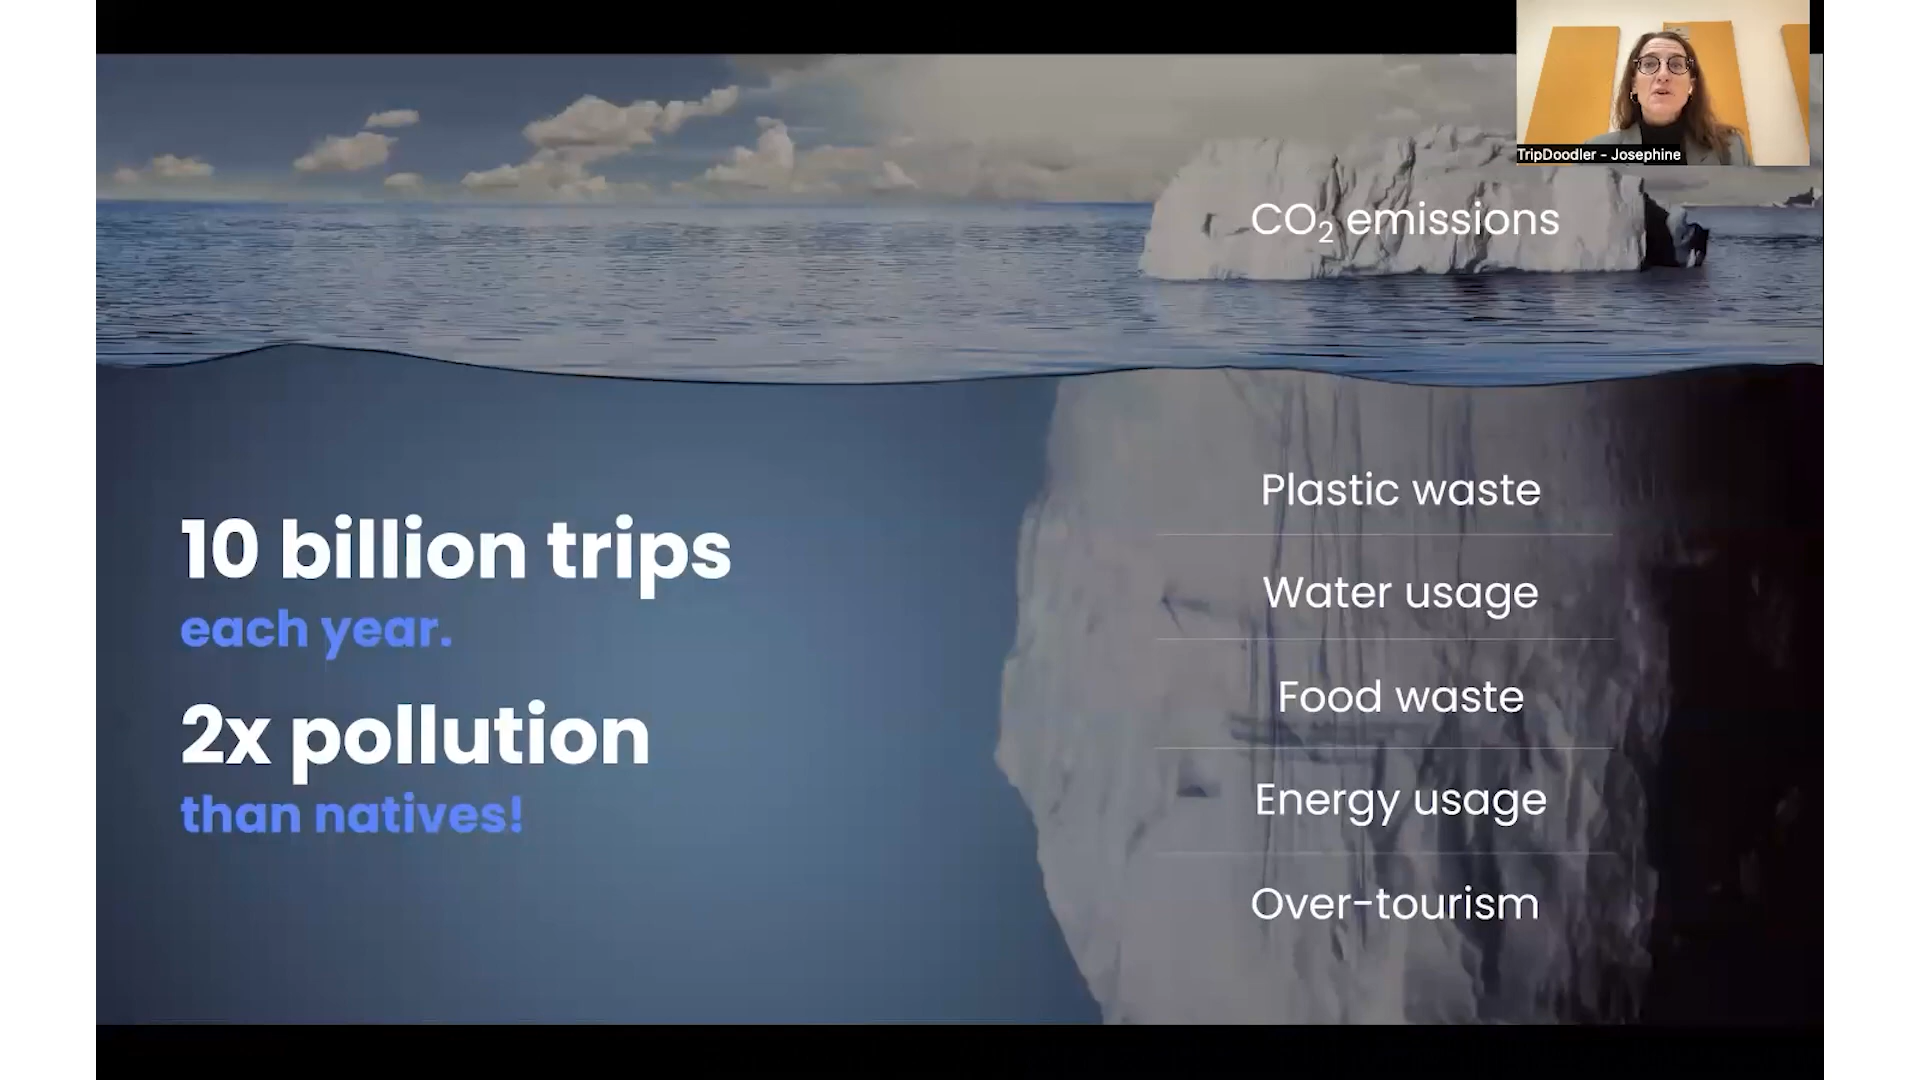 TripDoodler - Josephine
CO₂ emissions
10 billion trips
each year.
2x pollution
than natives!
Plastic waste
Water usage
Food waste
Energy usage
Over-tourism